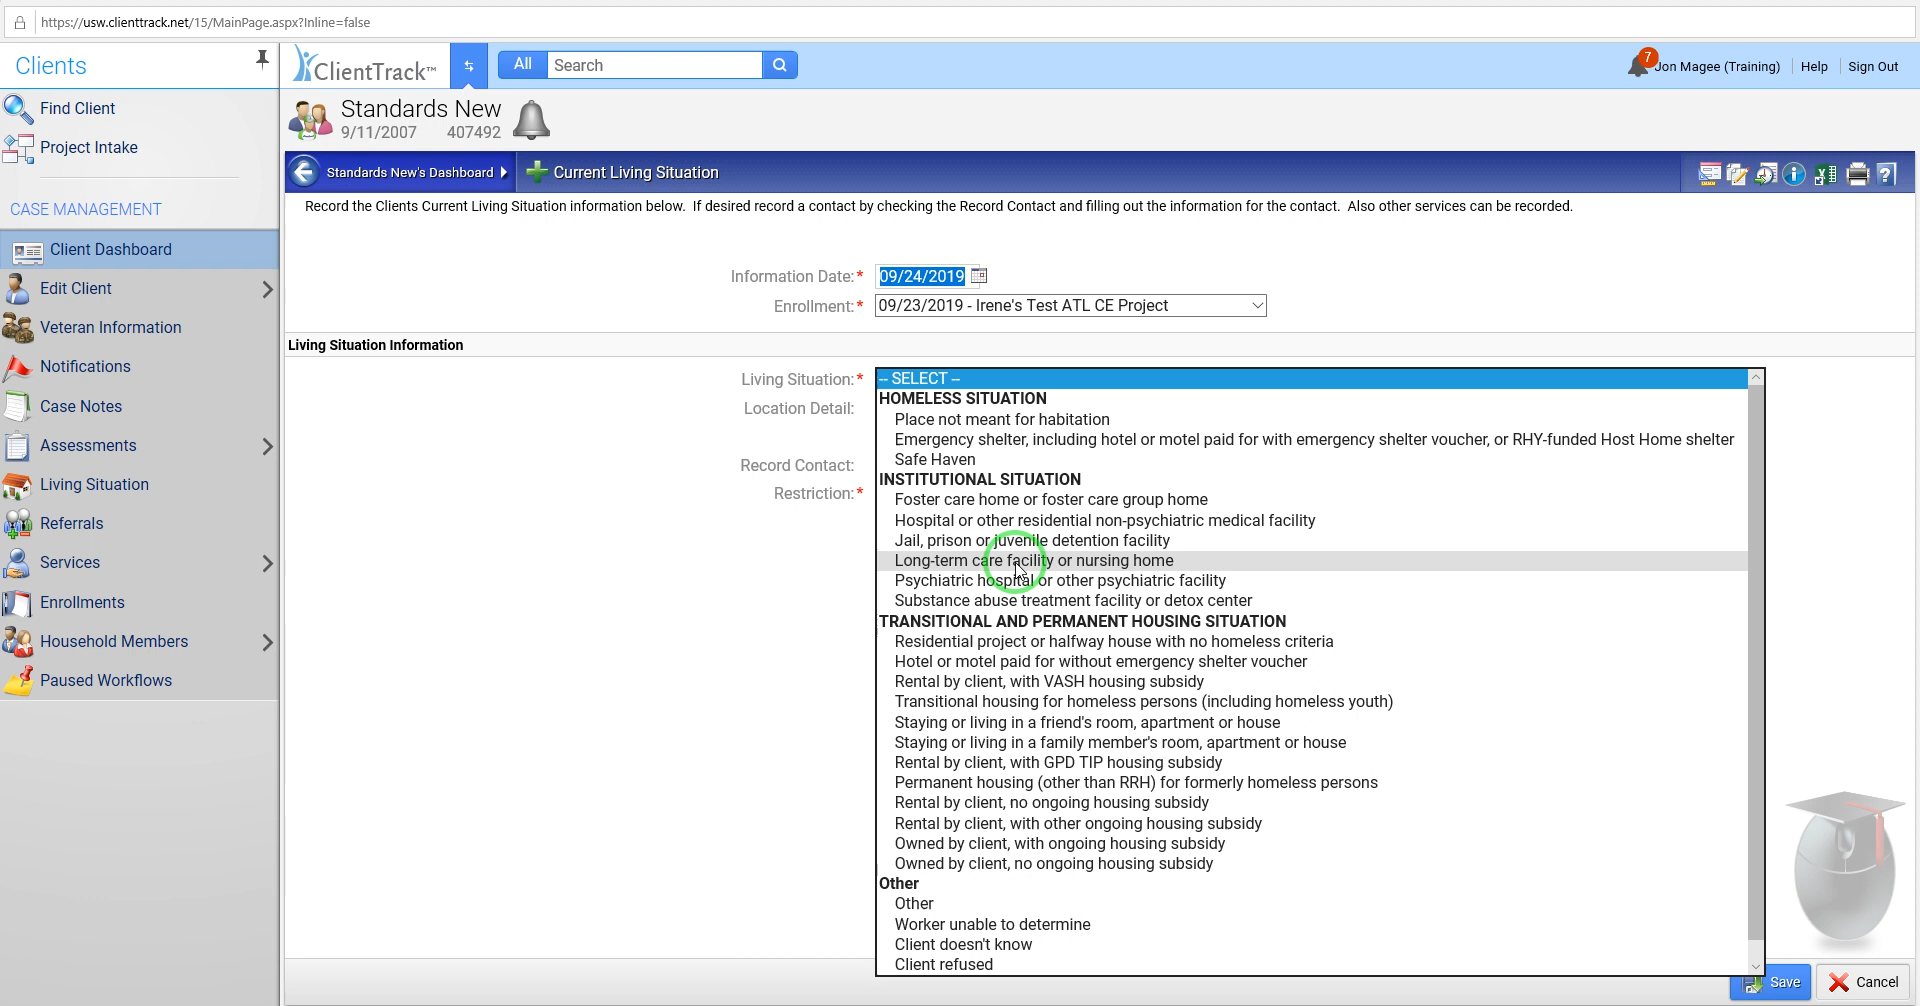 https://usw.clienttrack.net/15/MainPage.aspx?Inline=false
Clients
ClientTrack™
All
Search
7
Jon Magee (Training)
Help
Sign Out
Find Client
Project Intake
CASE MANAGEMENT
Client Dashboard
Edit Client
Veteran Information
Notifications
Case Notes
Assessments
Living Situation
Referrals
Services
Enrollments
Household Members
Paused Workflows
Standards New
9/11/2007 407492
Standards New's Dashboard
Current Living Situation
Record the Clients Current Living Situation information below. If desired record a contact by checking the Record Contact and filling out the information for the contact. Also other services can be recorded.
Information Date:* 09/24/2019
Enrollment:* 09/23/2019 - Irene's Test ATL CE Project
Living Situation Information
Living Situation:*
Location Detail:
Record Contact:
Restriction:*
-- SELECT --
HOMELESS SITUATION
Place not meant for habitation
Emergency shelter, including hotel or motel paid for with emergency shelter voucher, or RHY-funded Host Home shelter
Safe Haven
INSTITUTIONAL SITUATION
Foster care home or foster care group home
Hospital or other residential non-psychiatric medical facility
Jail, prison or juvenile detention facility
Long-term care facility or nursing home
Psychiatric hospital or other psychiatric facility
Substance abuse treatment facility or detox center
TRANSITIONAL AND PERMANENT HOUSING SITUATION
Residential project or halfway house with no homeless criteria
Hotel or motel paid for without emergency shelter voucher
Rental by client, with VASH housing subsidy
Transitional housing for homeless persons (including homeless youth)
Staying or living in a friend's room, apartment or house
Staying or living in a family member's room, apartment or house
Rental by client, with GPD TIP housing subsidy
Permanent housing (other than RRH) for formerly homeless persons
Rental by client, no ongoing housing subsidy
Rental by client, with other ongoing housing subsidy
Owned by client, with ongoing housing subsidy
Owned by client, no ongoing housing subsidy
Other
Other
Worker unable to determine
Client doesn't know
Client refused
Save
Cancel